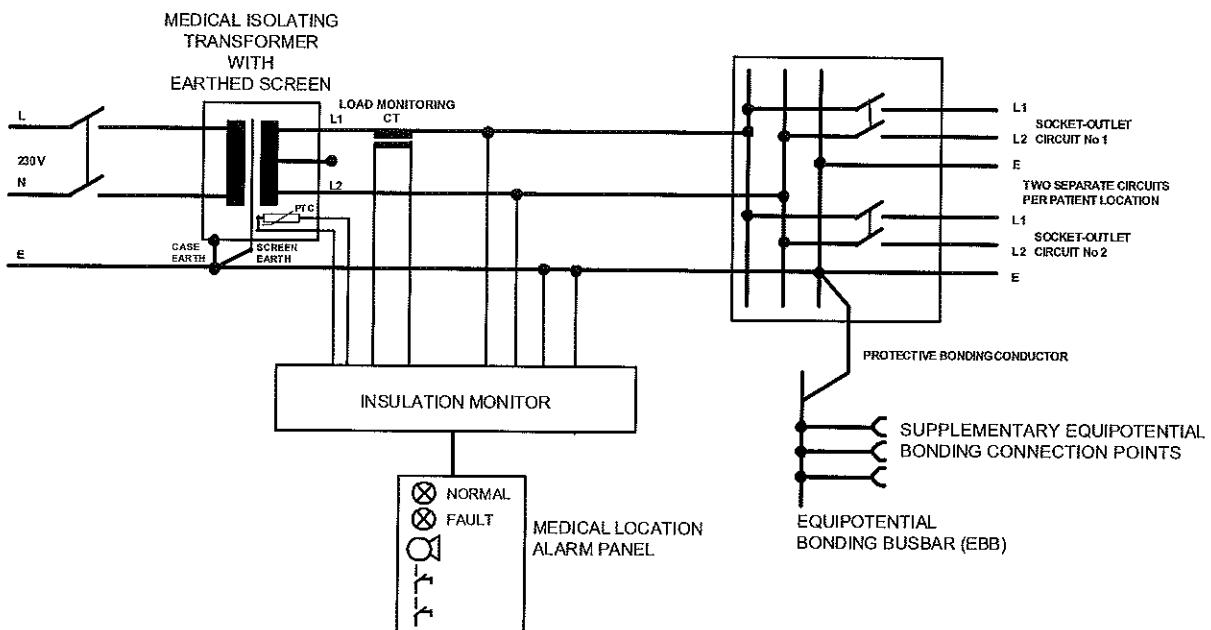 MEDICAL ISOLATING
TRANSFORMER
WITH
EARTHED SCREEN
LOAD MONITORING
CT
L1
L
230V
N
L2
PTC
CASE
EARTH
SCREEN
EARTH
E
L1
SOCKET-OUTLET
L2 CIRCUIT No 1
E
TWO SEPARATE CIRCUITS
PER PATIENT LOCATION
L1
SOCKET-OUTLET
L2 CIRCUIT No 2
E
PROTECTIVE BONDING CONDUCTOR
INSULATION MONITOR
SUPPLEMENTARY EQUIPOTENTIAL
BONDING CONNECTION POINTS
NORMAL
FAULT
MEDICAL LOCATION
ALARM PANEL
EQUIPOTENTIAL
BONDING BUSBAR (EBB)